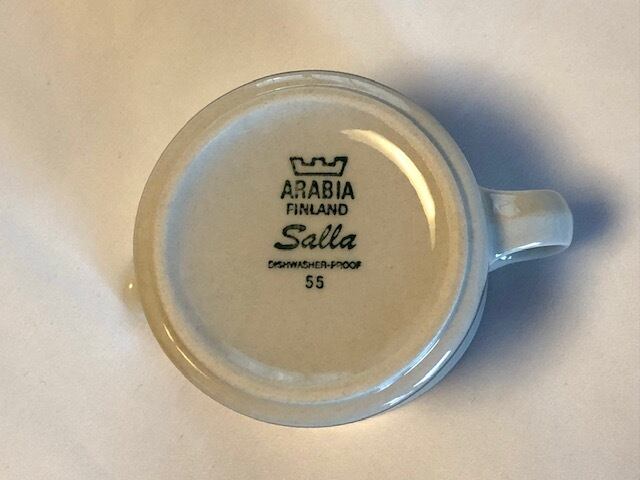 ARABIA
FINLAND
Salla
DISHWASHER-PROOF
55